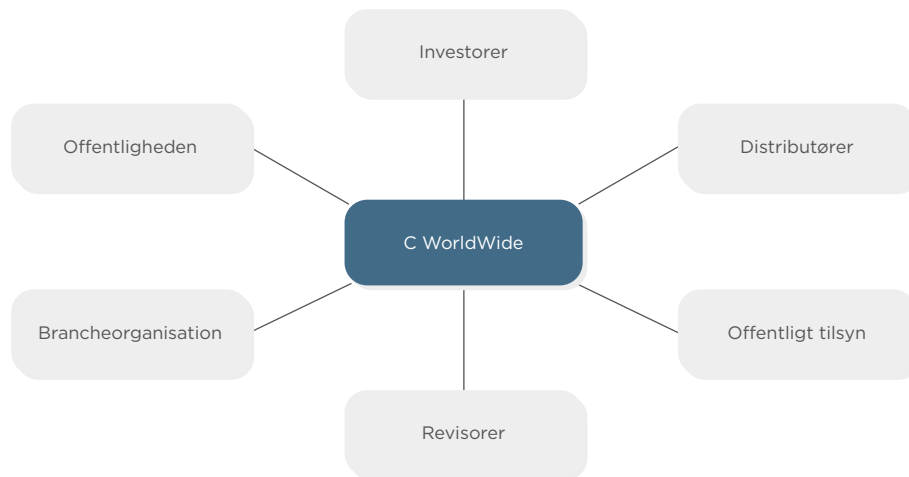 Investorer
Offentligheden
Distributører
C WorldWide
Brancheorganisation
Offentligt tilsyn
Revisorer